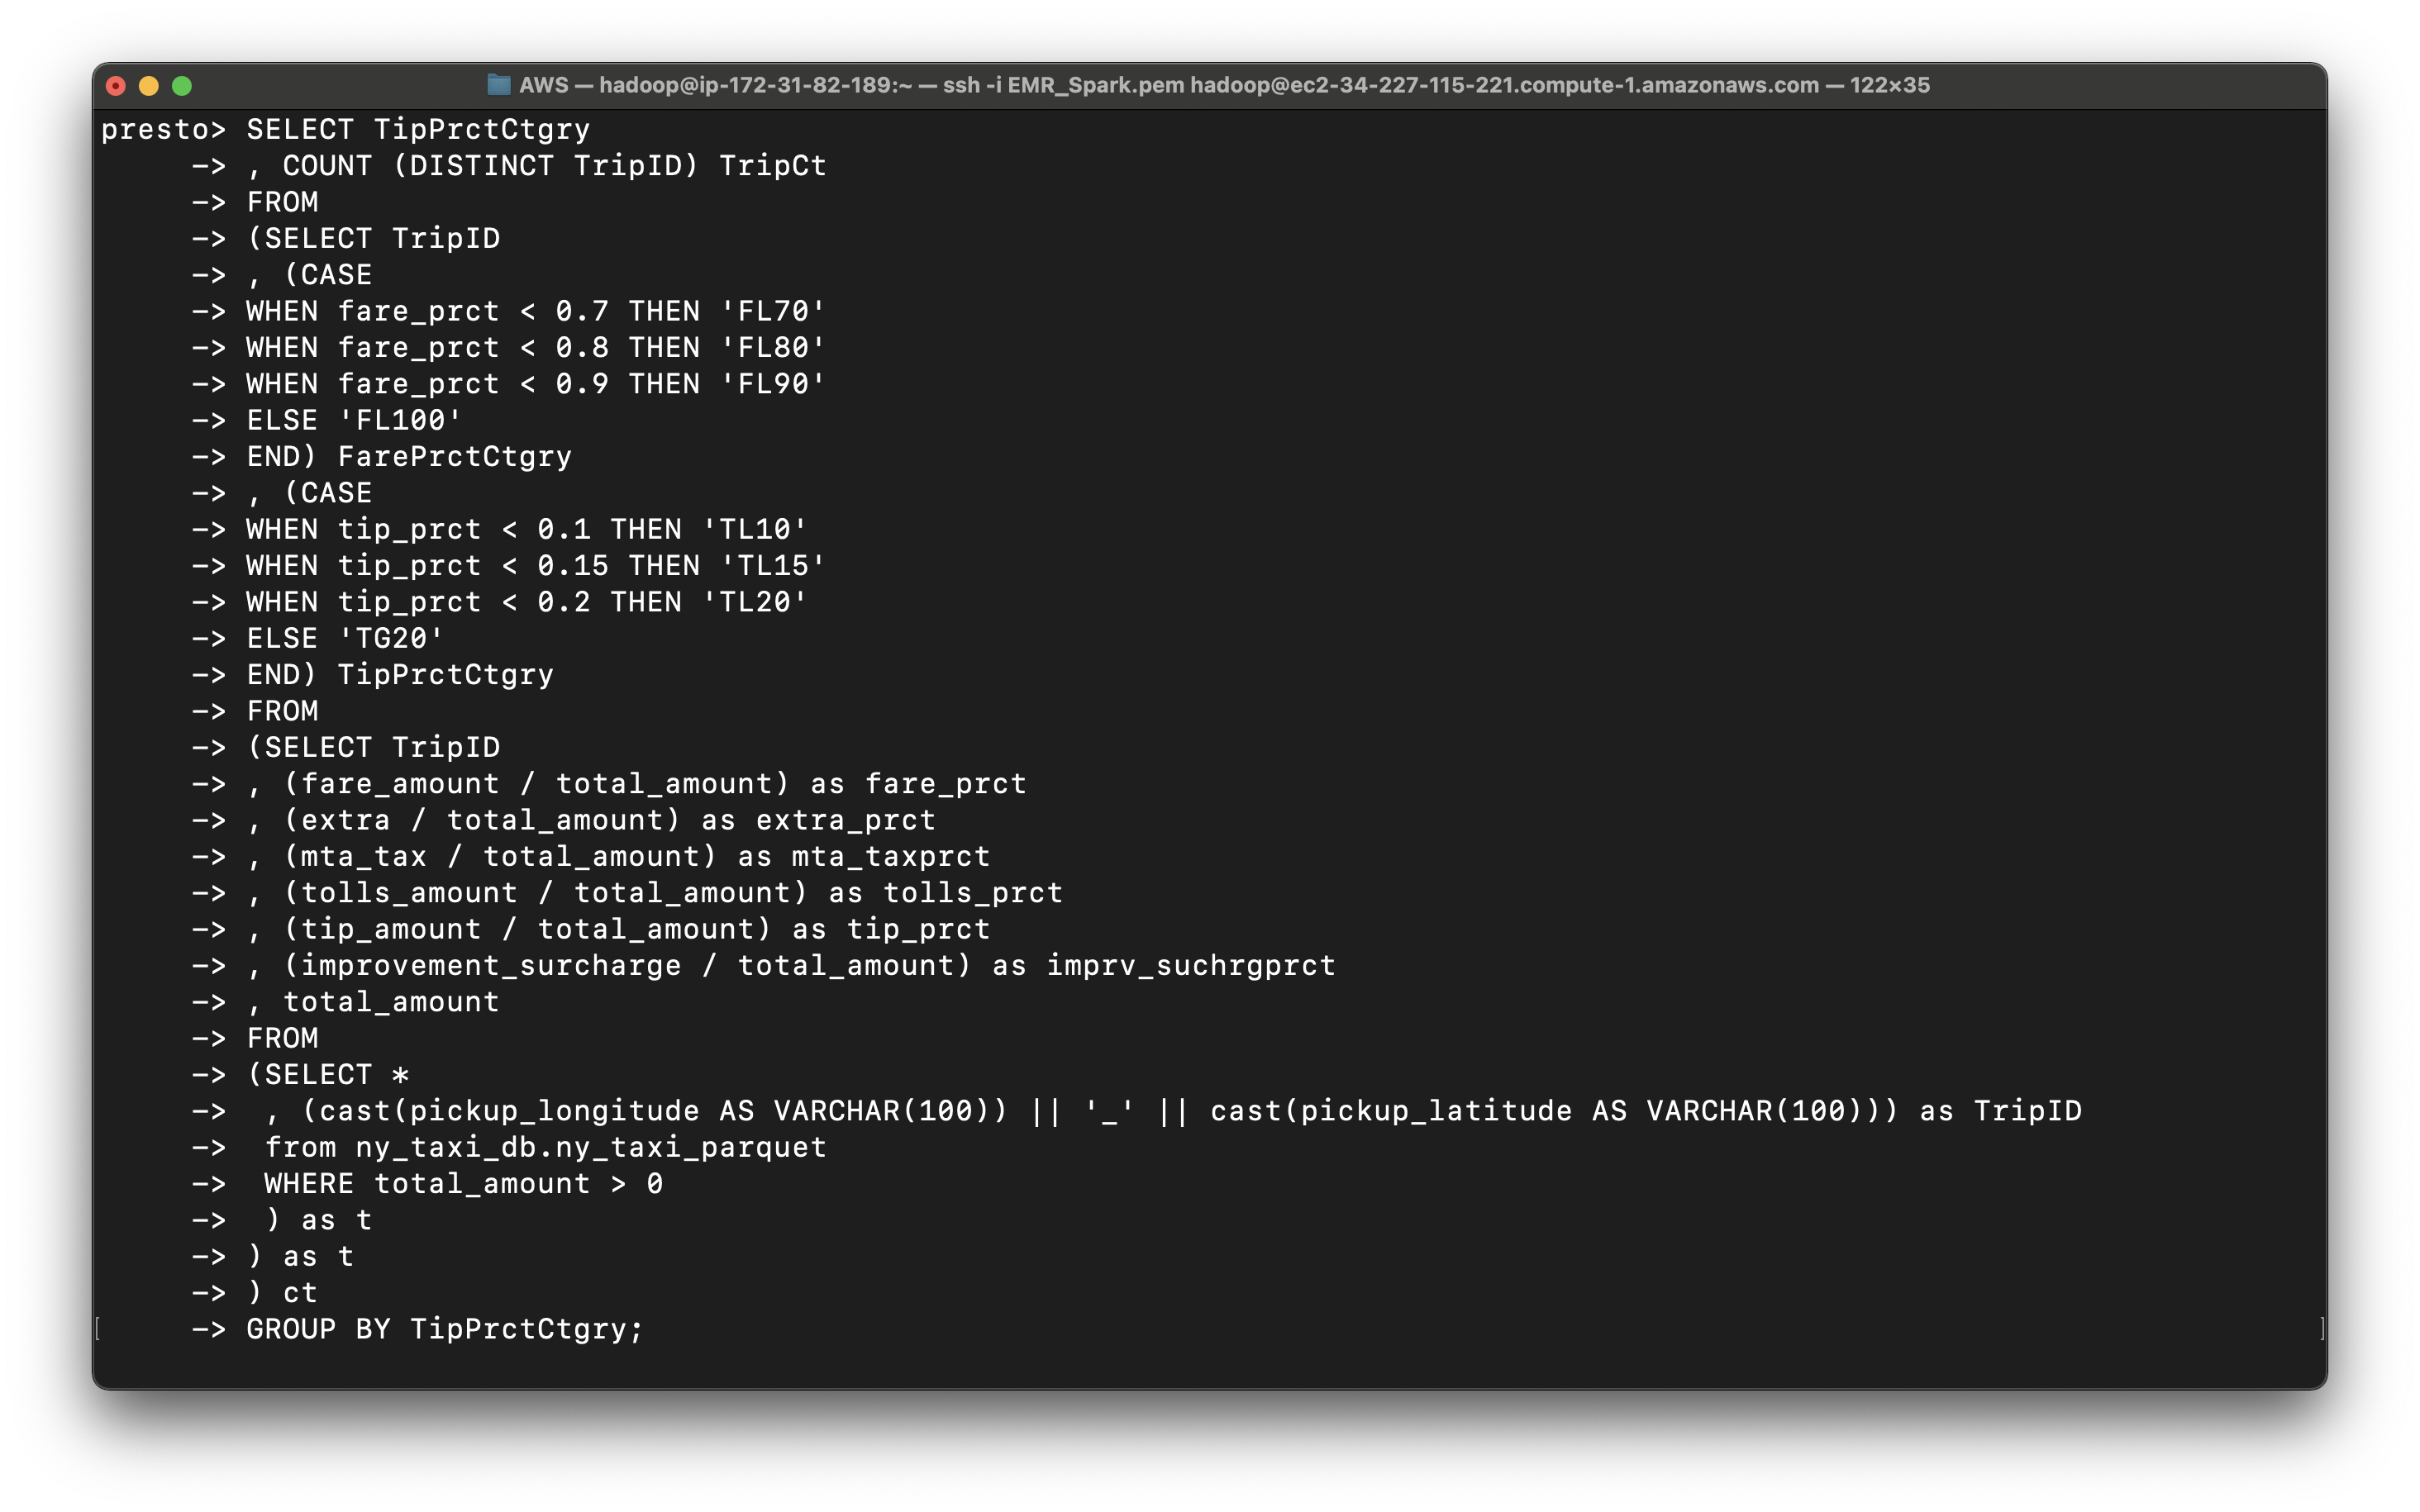 AWS — hadoop@ip-172-31-82-189:~ — ssh -i EMR_Spark.pem hadoop@ec2-34-227-115-221.compute-1.amazonaws.com — 122×35
presto> SELECT TipPrctCtgry
     -> , COUNT (DISTINCT TripID) TripCt
     -> FROM
     -> (SELECT TripID
     -> , (CASE
     -> WHEN fare_prct < 0.7 THEN 'FL70'
     -> WHEN fare_prct < 0.8 THEN 'FL80'
     -> WHEN fare_prct < 0.9 THEN 'FL90'
     -> ELSE 'FL100'
     -> END) FarePrctCtgry
     -> , (CASE
     -> WHEN tip_prct < 0.1 THEN 'TL10'
     -> WHEN tip_prct < 0.15 THEN 'TL15'
     -> WHEN tip_prct < 0.2 THEN 'TL20'
     -> ELSE 'TG20'
     -> END) TipPrctCtgry
     -> FROM
     -> (SELECT TripID
     -> , (fare_amount / total_amount) as fare_prct
     -> , (extra / total_amount) as extra_prct
     -> , (mta_tax / total_amount) as mta_taxprct
     -> , (tolls_amount / total_amount) as tolls_prct
     -> , (tip_amount / total_amount) as tip_prct
     -> , (improvement_surcharge / total_amount) as imprv_suchrgprct
     -> , total_amount
     -> FROM
     -> (SELECT *
     ->  , (cast(pickup_longitude AS VARCHAR(100)) || '_' || cast(pickup_latitude AS VARCHAR(100))) as TripID
     ->  from ny_taxi_db.ny_taxi_parquet
     ->  WHERE total_amount > 0
     ->  ) as t
     -> ) as t
     -> ) ct
[    -> GROUP BY TipPrctCtgry; ]